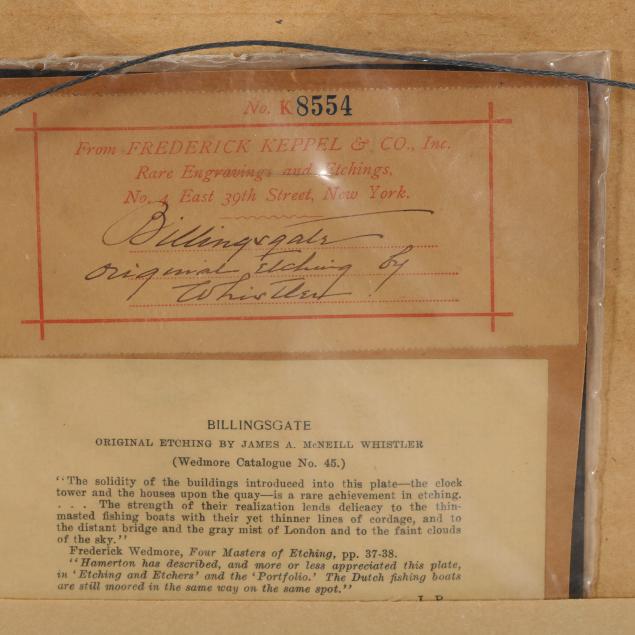 No. K8554
From FREDERICK KEPPEL & CO., Inc.
Rare Engravings and Etchings,
No. 4 East 39th Street, New York.
Billingsgate
original etching by
Whistler
BILLINGSGATE
ORIGINAL ETCHING BY JAMES A. McNEILL WHISTLER
(Wedmore Catalogue No. 45.)
"The solidity of the buildings introduced into this plate—the clock
tower and the houses upon the quay—is a rare achievement in etching.
. . . The strength of their realization lends delicacy to the thin-
masted fishing boats with their yet thinner lines of cordage, and to
the distant bridge and the gray mist of London and to the faint clouds
of the sky."
Frederick Wedmore, Four Masters of Etching, pp. 37-38.
"Hamerton has described, and more or less appreciated this plate,
in 'Etching and Etchers' and the 'Portfolio.' The Dutch fishing boats
are still moored in the same way on the same spot."